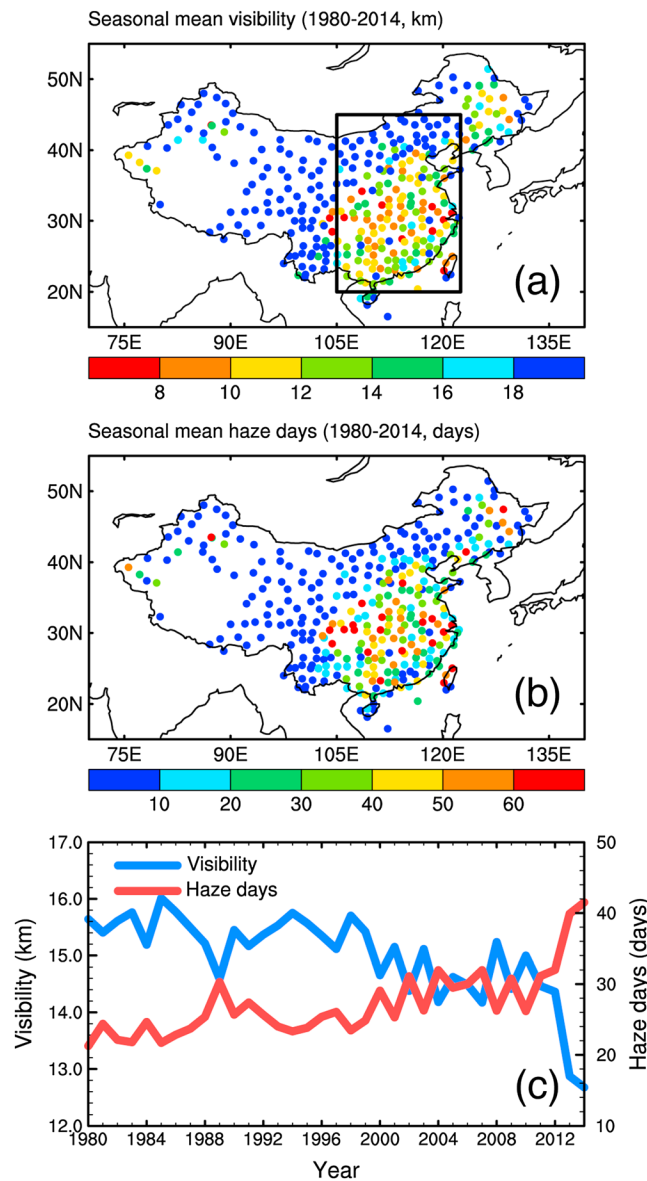 Seasonal mean visibility (1980-2014, km)
50N
40N
30N
20N
(a)
75E 90E 105E 120E 135E
8 10 12 14 16 18
Seasonal mean haze days (1980-2014, days)
50N
40N
30N
20N
(b)
75E 90E 105E 120E 135E
10 20 30 40 50 60
17.0 50
Visibility
Haze days
16.0 40
15.0 30
14.0 20
13.0
12.0 10
Visibility (km)
Haze days (days)
(c)
1980 1984 1988 1992 1996 2000 2004 2008 2012
Year